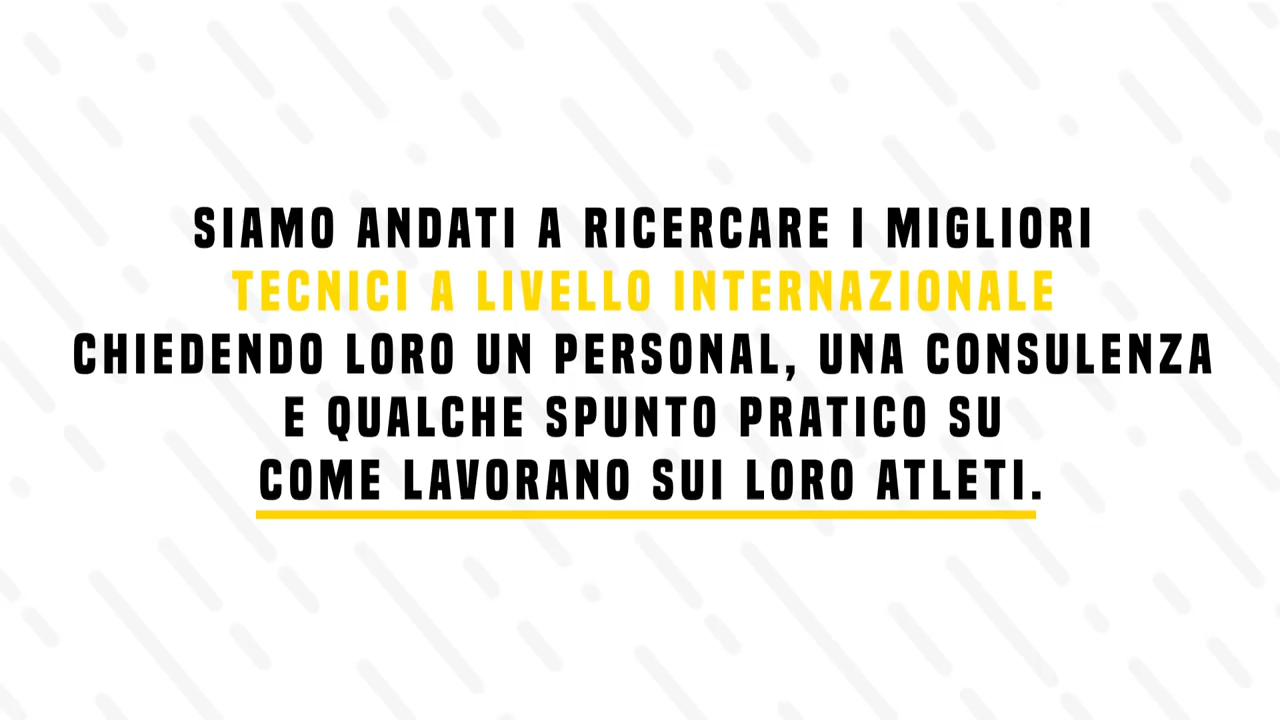 SIAMO ANDATI A RICERCARE I MIGLIORI
TECNICI A LIVELLO INTERNAZIONALE
CHIEDENDO LORO UN PERSONAL, UNA CONSULENZA
E QUALCHE SPUNTO PRATICO SU
COME LAVORANO SUI LORO ATLETI.